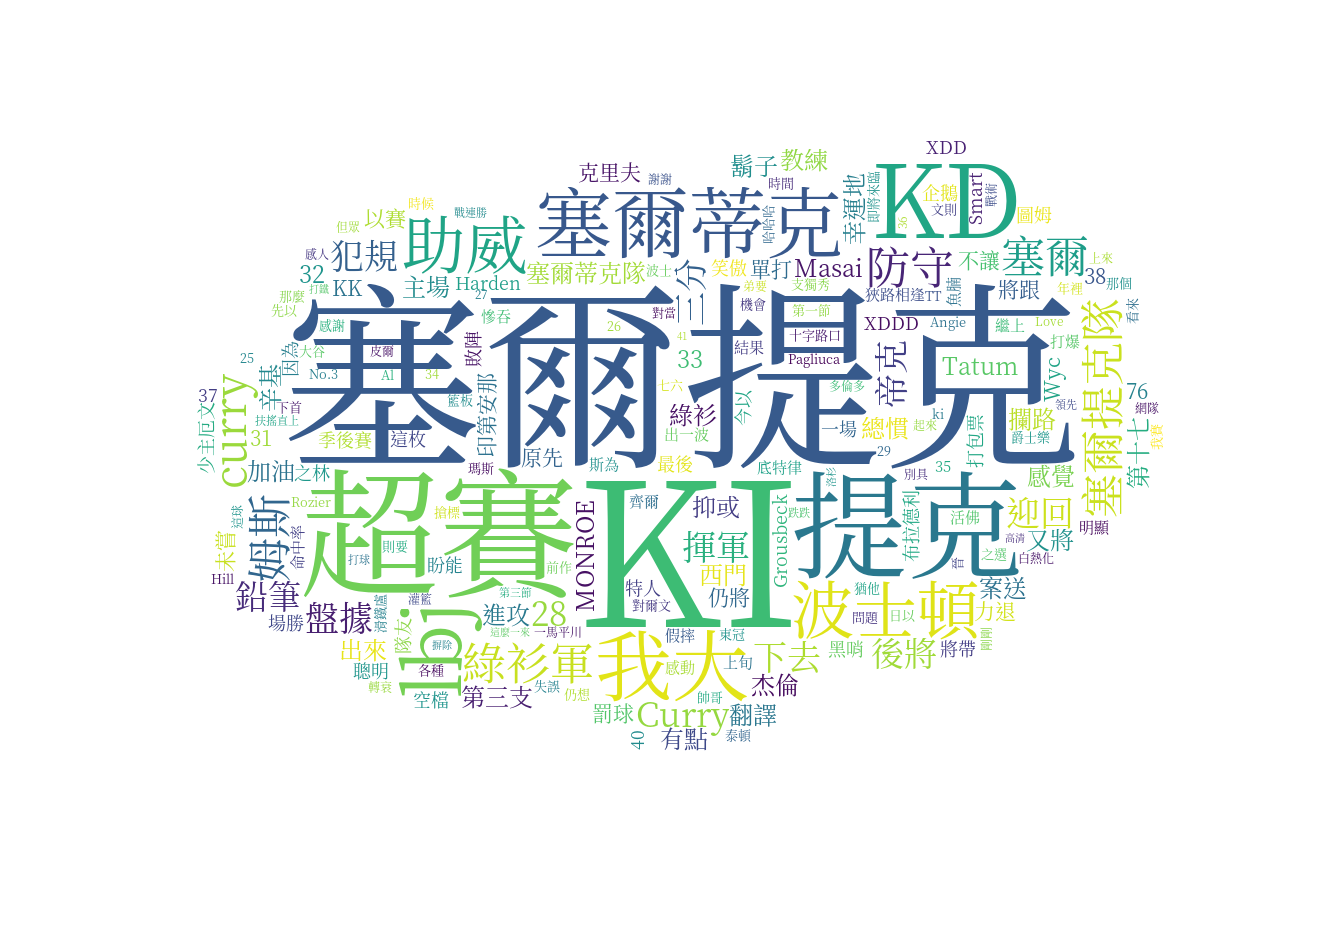 XDD
克里夫
謝謝
鬍子
教練
時間
KD
企鵝
文則
Smart
戰術
36
圖姆
即將來臨
幸運地
塞爾蒂克
哈哈哈
助威
戰連勝
時候
以賽
但眾
感人
犯規
32
KK
主場
Harden
27
塞爾蒂克隊
波士
三分
笑傲
弟要
單打
Masai
防守
不讓
塞爾
上來
38
那個
年裡
將跟
魚腩
狹路相逢TT
支獨秀
機會
第一節
對當
那麼
打鐵
先以
感謝
慘吞
敗陣
26
41
結果
十字路口
XDDD
Angie
繼上
Love
打爆
看來
塞爾提克
塞爾提克隊
25
因為
大谷
皮爾
No.3
Al
34
籃板
印第安那
33
七六
Pagliuca
多倫多
帝克
Tatum
ki
Wyc
領先
76
網隊
37
辛基
下首
扶搖直上
curry
少主厄文
31
季後賽
這枚
綠衫
出一波
今以
一場
總慣
起來
爵士樂
打包票
攔路
第十七
加油
之林
瑪斯
原先
斯為
最後
底特律
29
35
洛杉
別具
感覺
超賽
KI
提克
Rozier
這球
搶標
齊爾
抑或
跌跌
布拉德利
活佛
高清
迎回
明顯
姆斯
命中率
未嘗
打球
則要
盼能
前作
MONROE
揮軍
Grousbeck
之選
又將
白熱化
Hill
鉛筆
場勝
盤據
濟鐵盧
灌籃
第三節
28
進攻
特人
對爾文
西門
仍將
猶他
問題
日以
波士頓
案送
力退
隊友
lbj
摒除
這麼一來
一馬平川
假摔
東冠
黑哨
後將
將帶
出來
聰明
轉衰
各種
空檔
綠衫軍
第三支
失誤
仍想
我大
感動
上旬
下去
杰倫
帥哥
罰球
Curry
翻譯
40
有點
泰頓